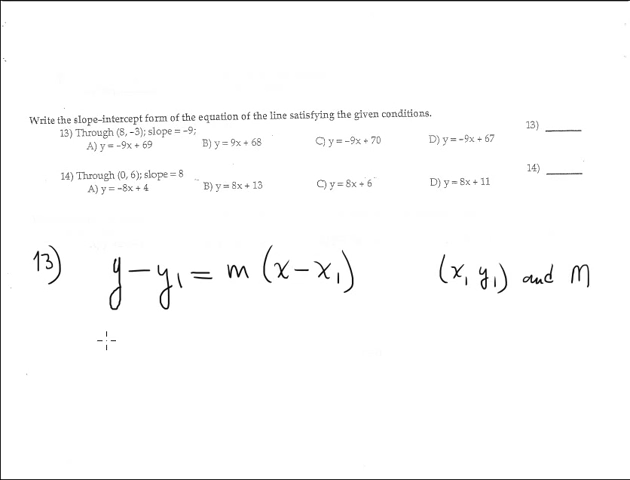 Write the slope-intercept form of the equation of the line satisfying the given conditions.
13) Through (8, -3); slope = -9; 13) ____
A) y = -9x + 69 B) y = 9x + 68 C) y = -9x + 70 D) y = -9x + 67
14) Through (0, 6); slope = 8 14) ____
A) y = -8x + 4 B) y = 8x + 13 C) y = 8x + 6 D) y = 8x + 11
13) y - y₁ = m (x - x₁) (x₁ y₁) and m